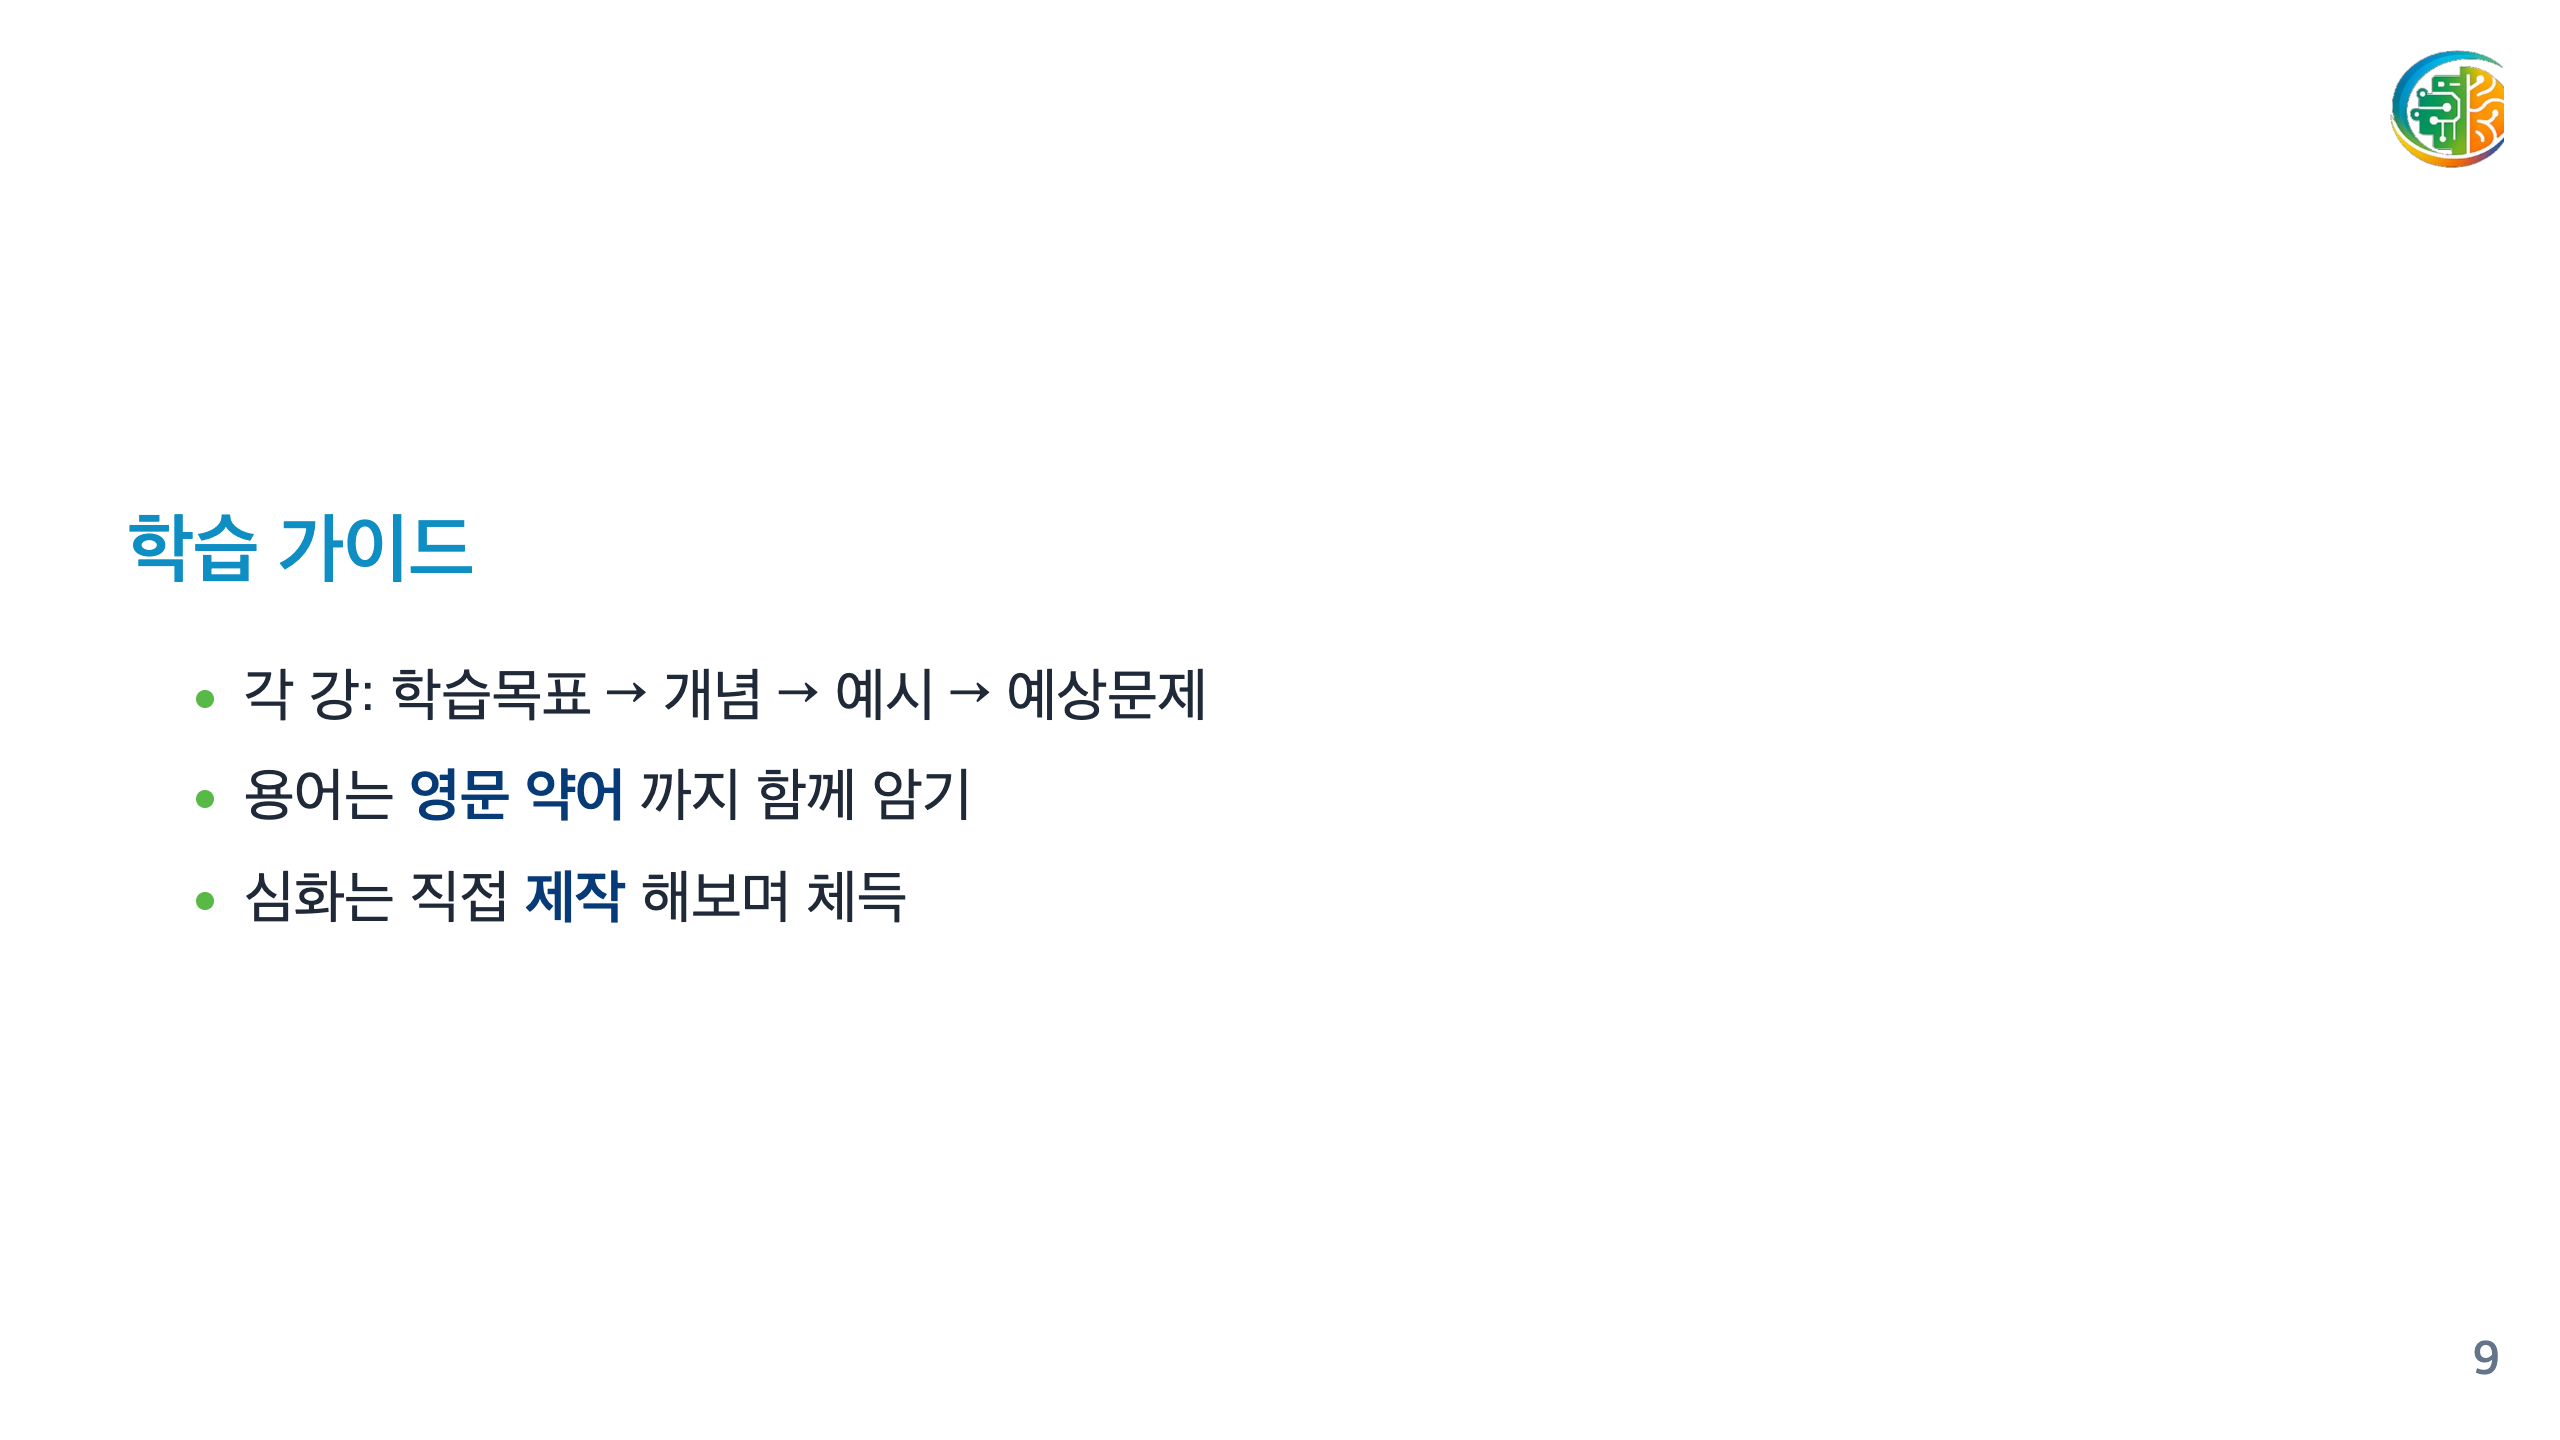 학습 가이드
각 강: 학습목표 → 개념 → 예시 → 예상문제
용어는 영문 약어 까지 함께 암기
심화는 직접 제작 해보며 체득
9